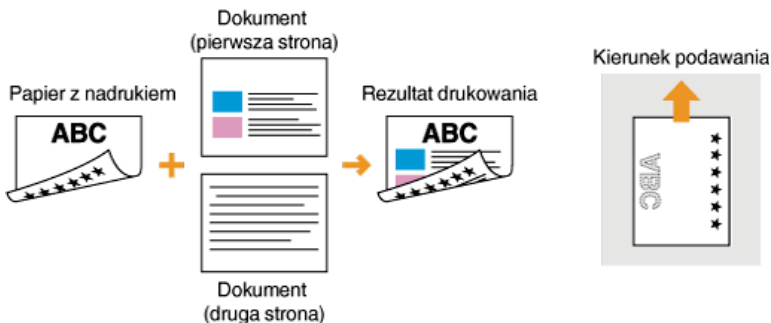 Dokument
(pierwsza strona)
Papier z nadrukiem
ABC
Rezultat drukowania
ABC
Dokument
(druga strona)
Kierunek podawania
ABC